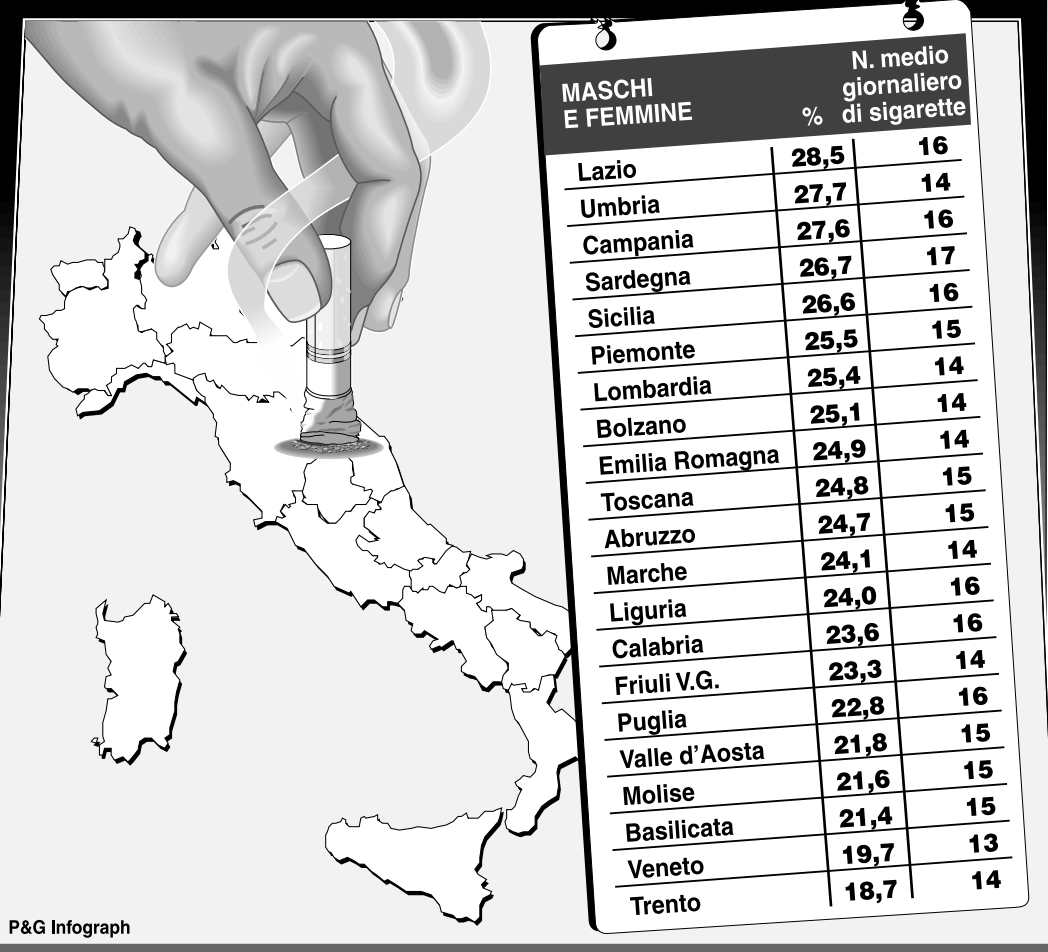 MASCHI
E FEMMINE
%
N. medio
giornaliero
di sigarette
Lazio 28,5 16
Umbria 27,7 14
Campania 27,6 16
Sardegna 26,7 17
Sicilia 26,6 16
Piemonte 25,5 15
Lombardia 25,4 14
Bolzano 25,1 14
Emilia Romagna 24,9 14
Toscana 24,8 15
Abruzzo 24,7 15
Marche 24,1 14
Liguria 24,0 16
Calabria 23,6 16
Friuli V.G. 23,3 14
Puglia 22,8 16
Valle d'Aosta 21,8 15
Molise 21,6 15
Basilicata 21,4 15
Veneto 19,7 13
Trento 18,7 14
P&G Infograph